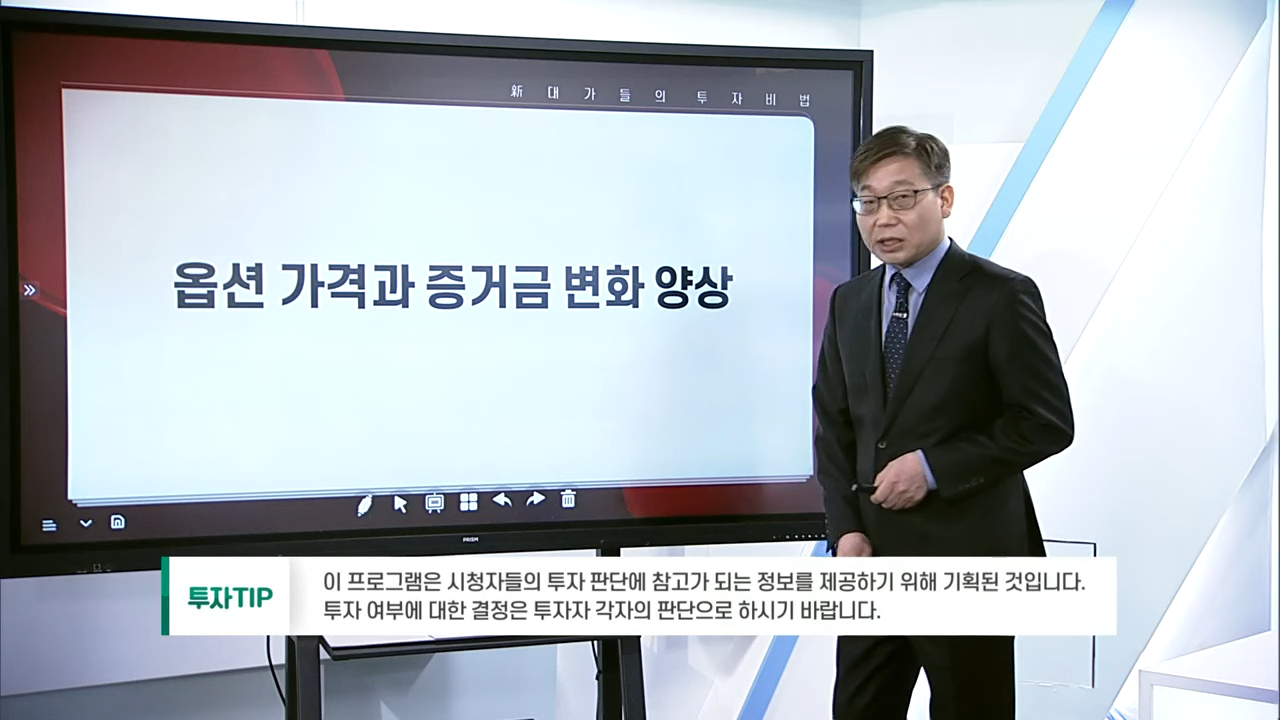 新 대 가 들 의 투 자 비 법
옵션 가격과 증거금 변화 양상
PRISM
투자TIP
이 프로그램은 시청자들의 투자 판단에 참고가 되는 정보를 제공하기 위해 기획된 것입니다.
투자 여부에 대한 결정은 투자자 각자의 판단으로 하시기 바랍니다.